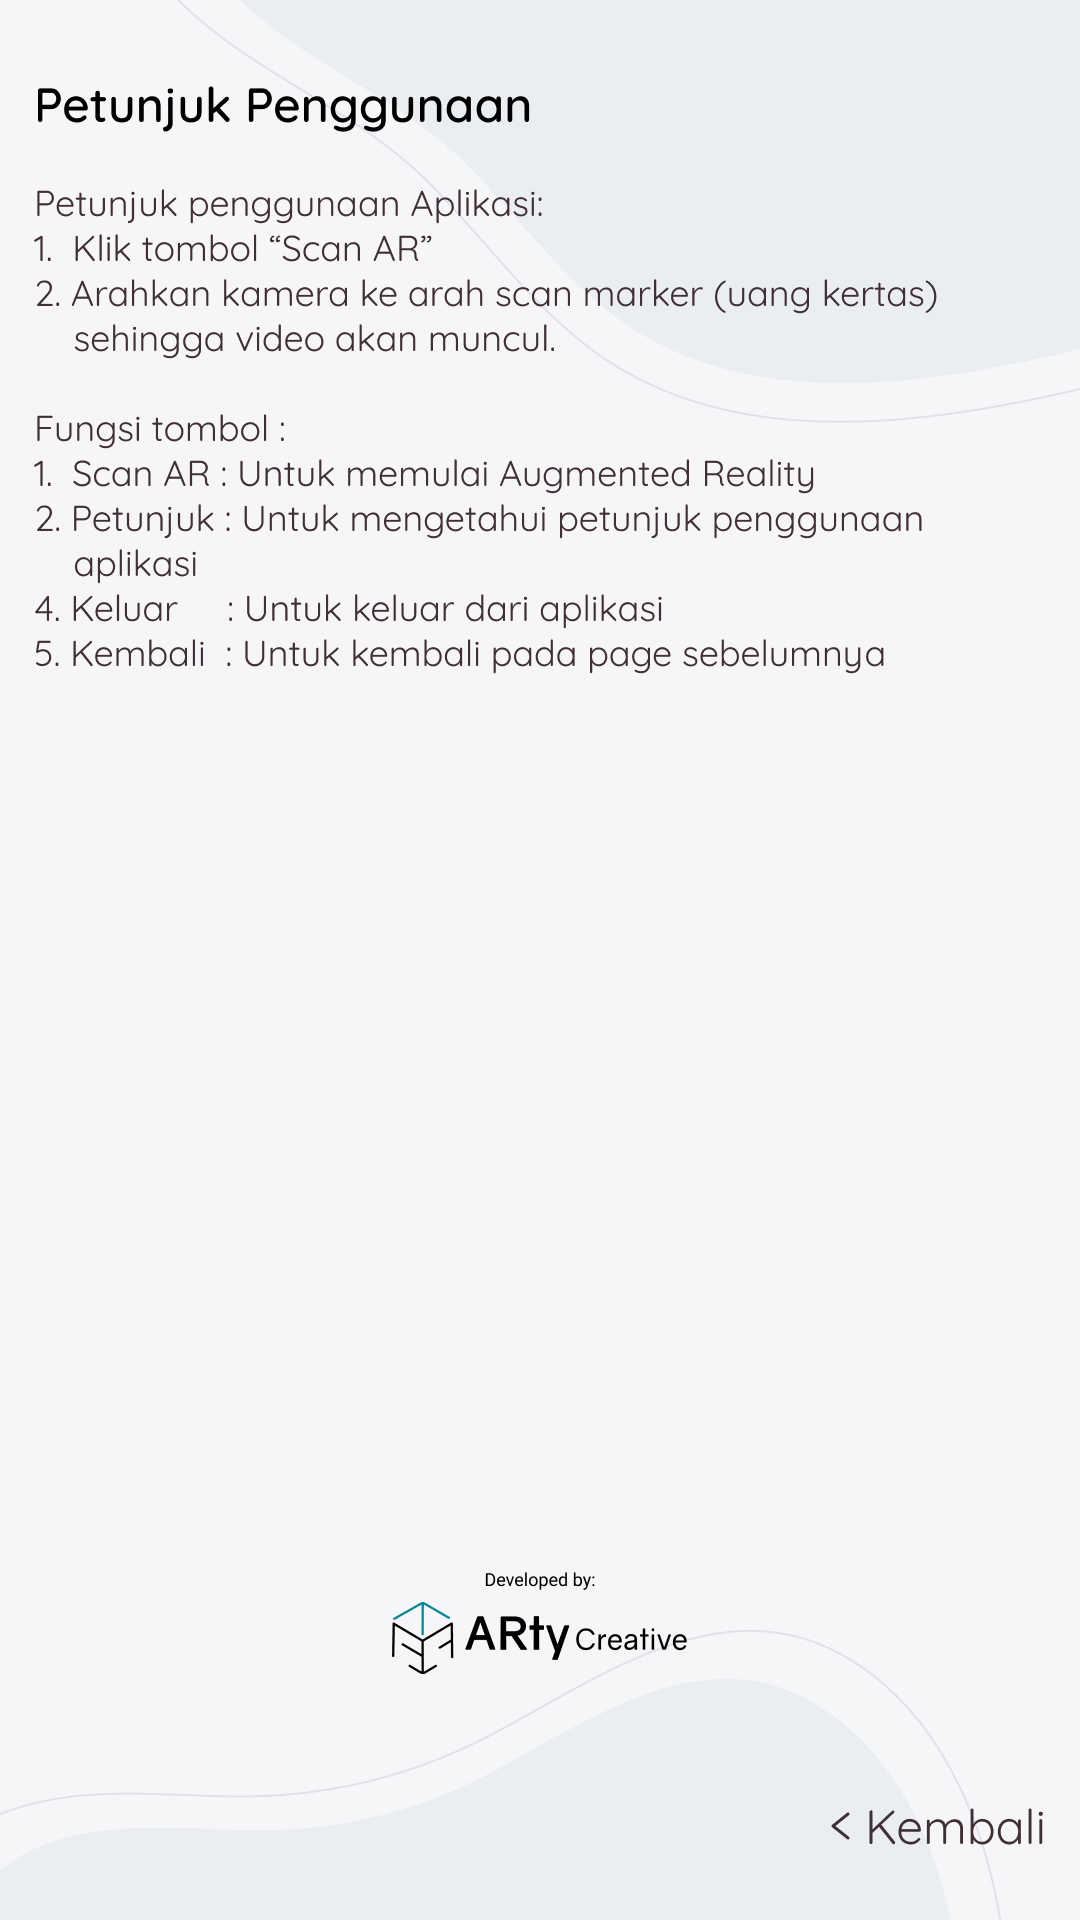 Petunjuk Penggunaan
Petunjuk penggunaan Aplikasi:
1. Klik tombol “Scan AR”
2. Arahkan kamera ke arah scan marker (uang kertas)
sehingga video akan muncul.
Fungsi tombol :
1. Scan AR : Untuk memulai Augmented Reality
2. Petunjuk : Untuk mengetahui petunjuk penggunaan
aplikasi
4. Keluar : Untuk keluar dari aplikasi
5. Kembali : Untuk kembali pada page sebelumnya
Developed by:
ARty Creative
< Kembali